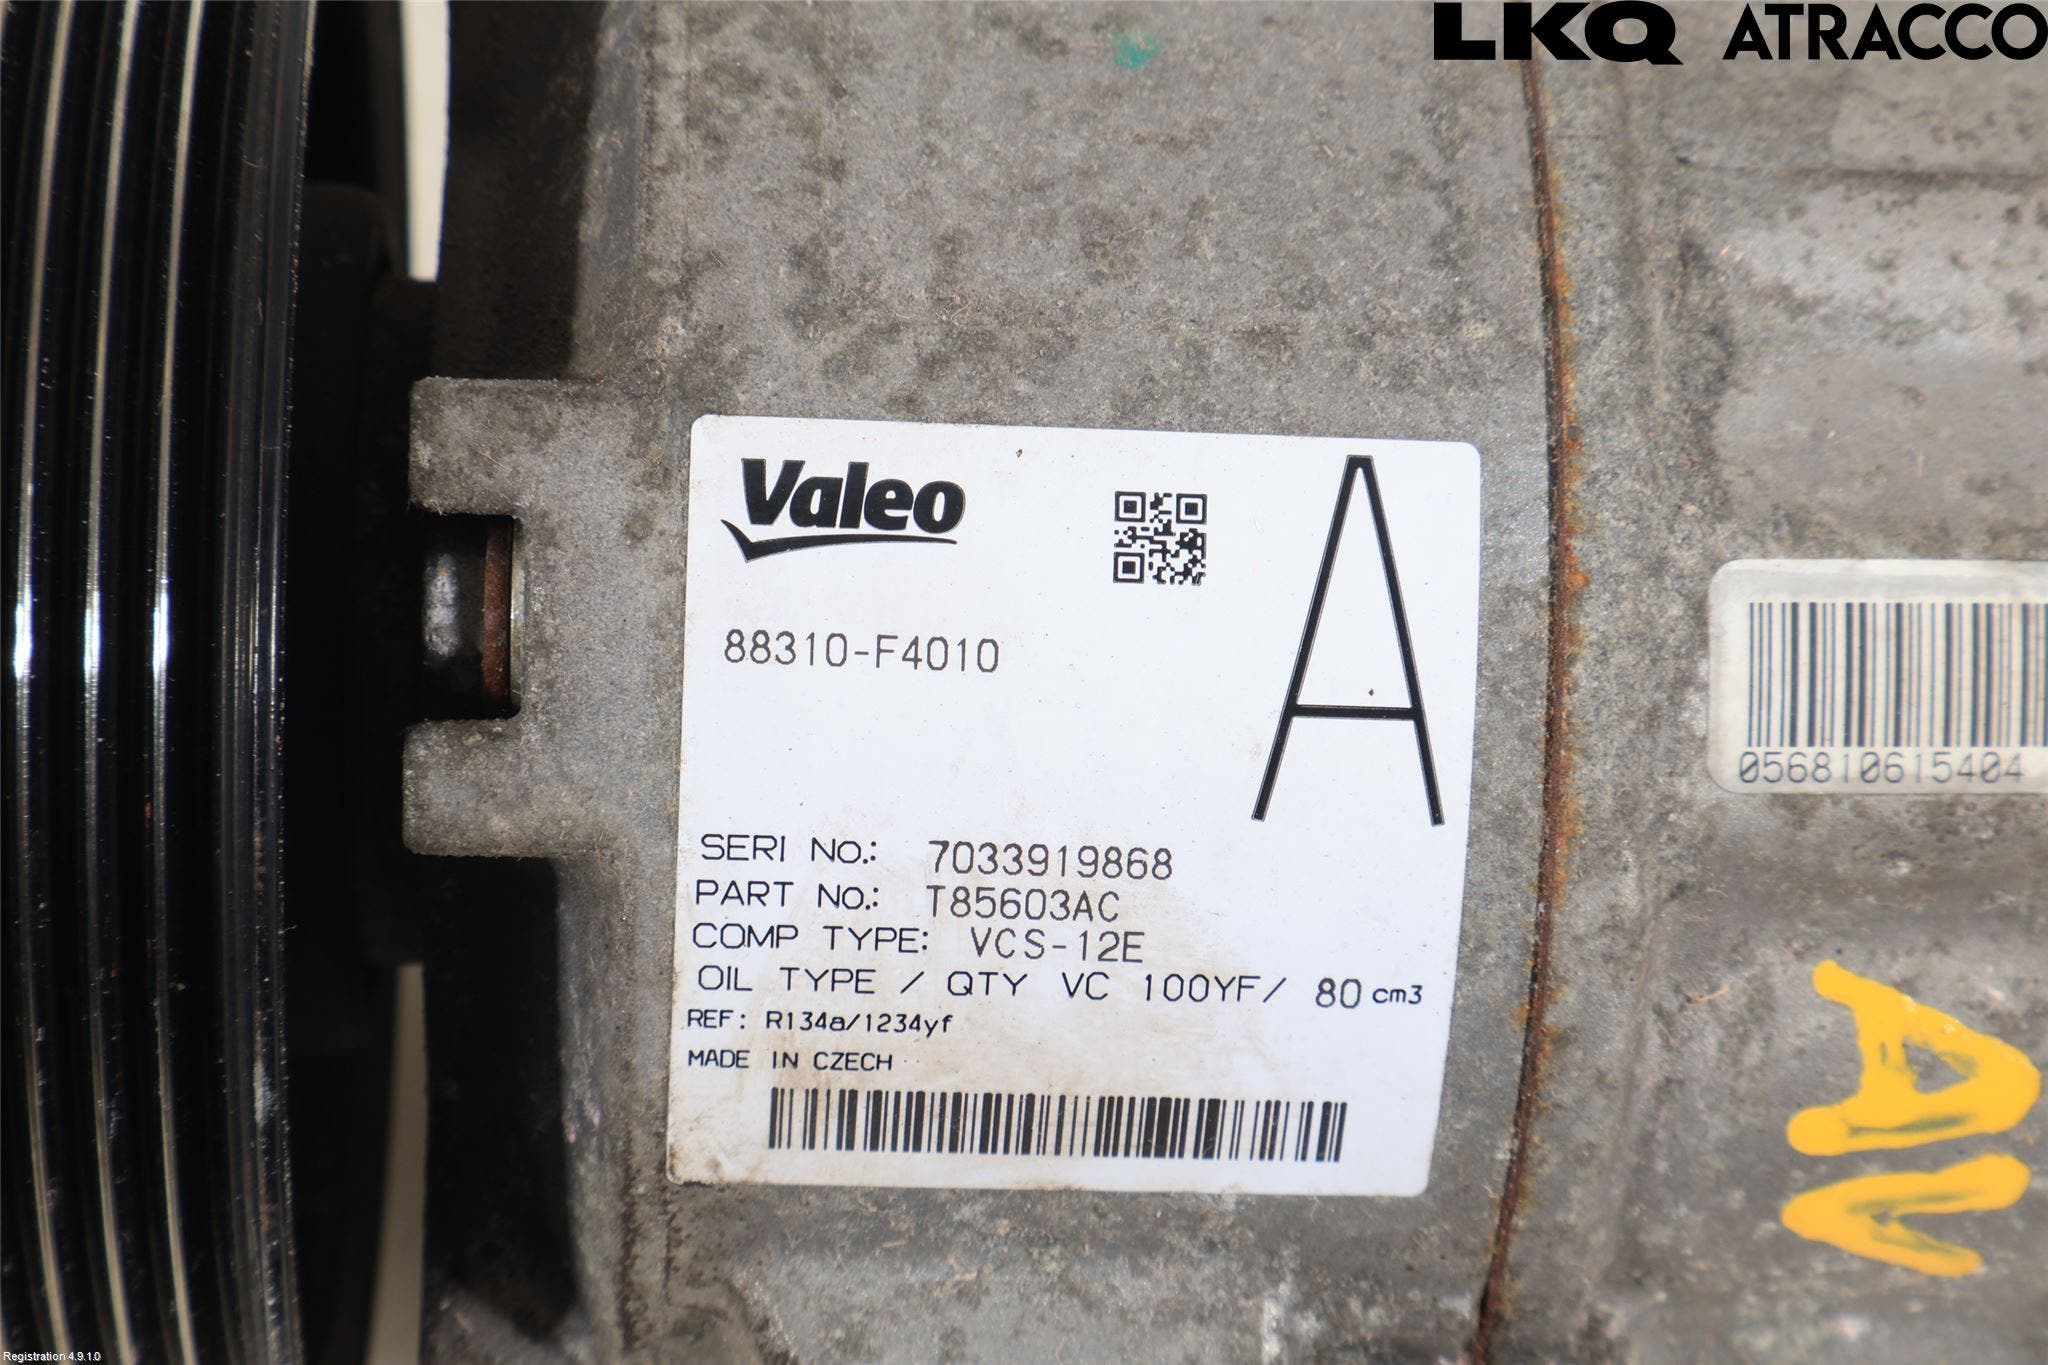 LKQ ATRACCO
Valeo
A
88310-F4010
056810615404
SERI NO.: 7033919868
PART NO.: T85603AC
COMP TYPE: VCS-12E
OIL TYPE / QTY VC 100YF/ 80 cm3
REF: R134a/1234yf
MADE IN CZECH
AV
Registration 4.9.1.0